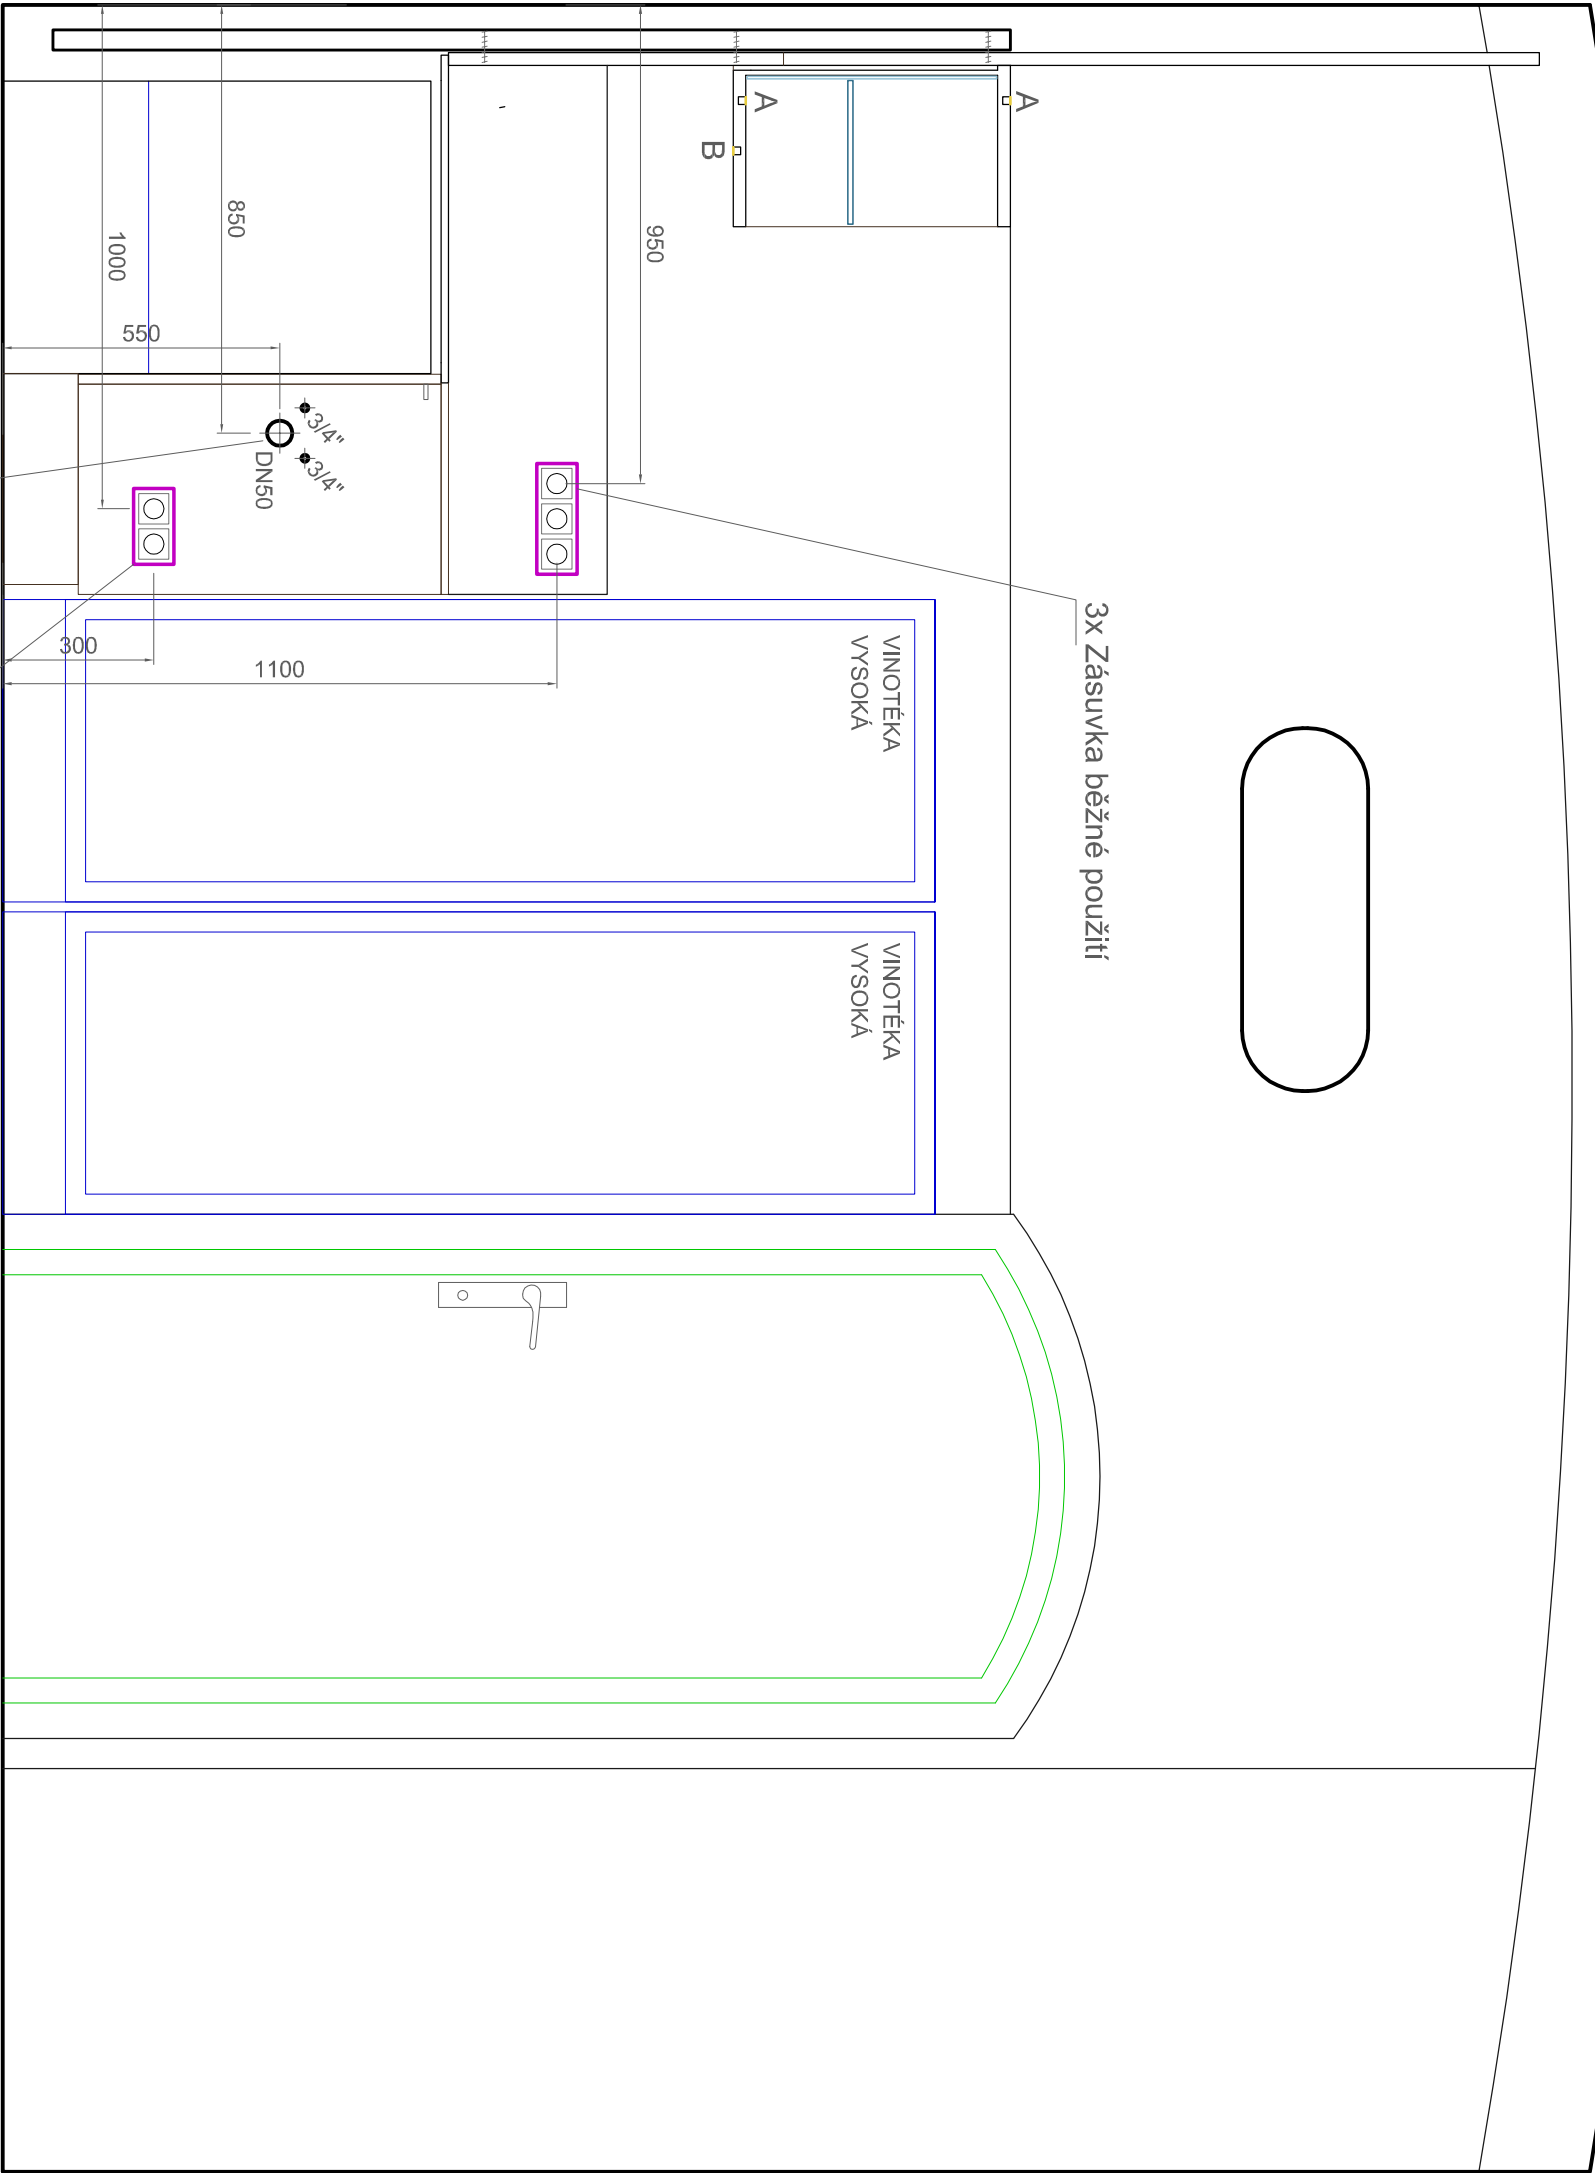 A
A
B
850
1000
950
550
3/4"
3/4"
DN50
300
1100
3x Zásuvka běžné použití
VINOTÉKA
VYSOKÁ
VINOTÉKA
VYSOKÁ